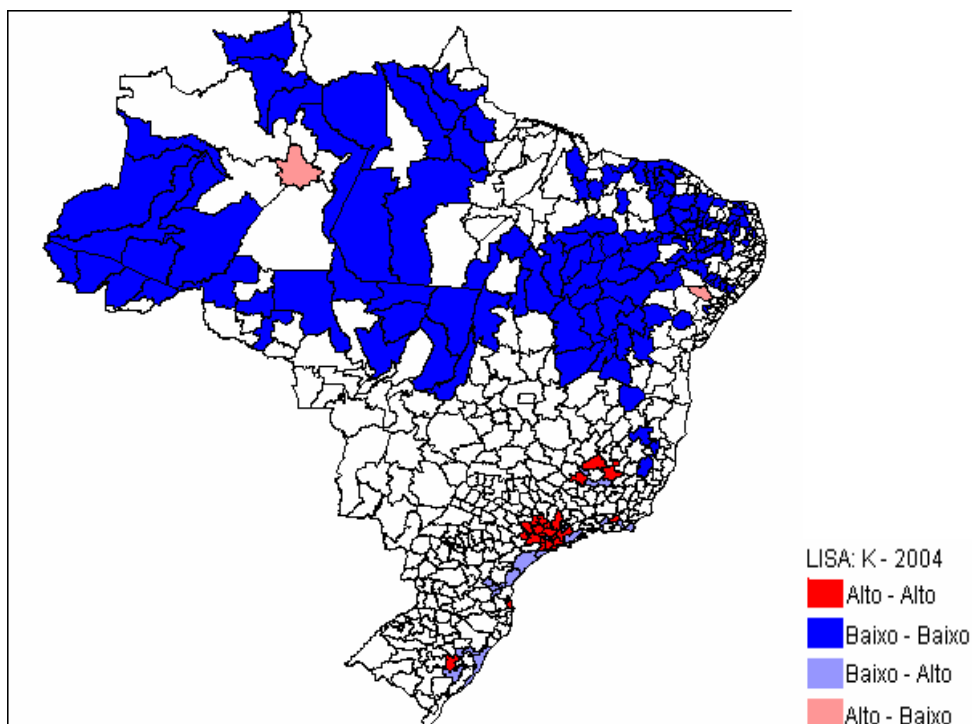 LISA: K - 2004
Alto - Alto
Baixo - Baixo
Baixo - Alto
Alto - Baixo